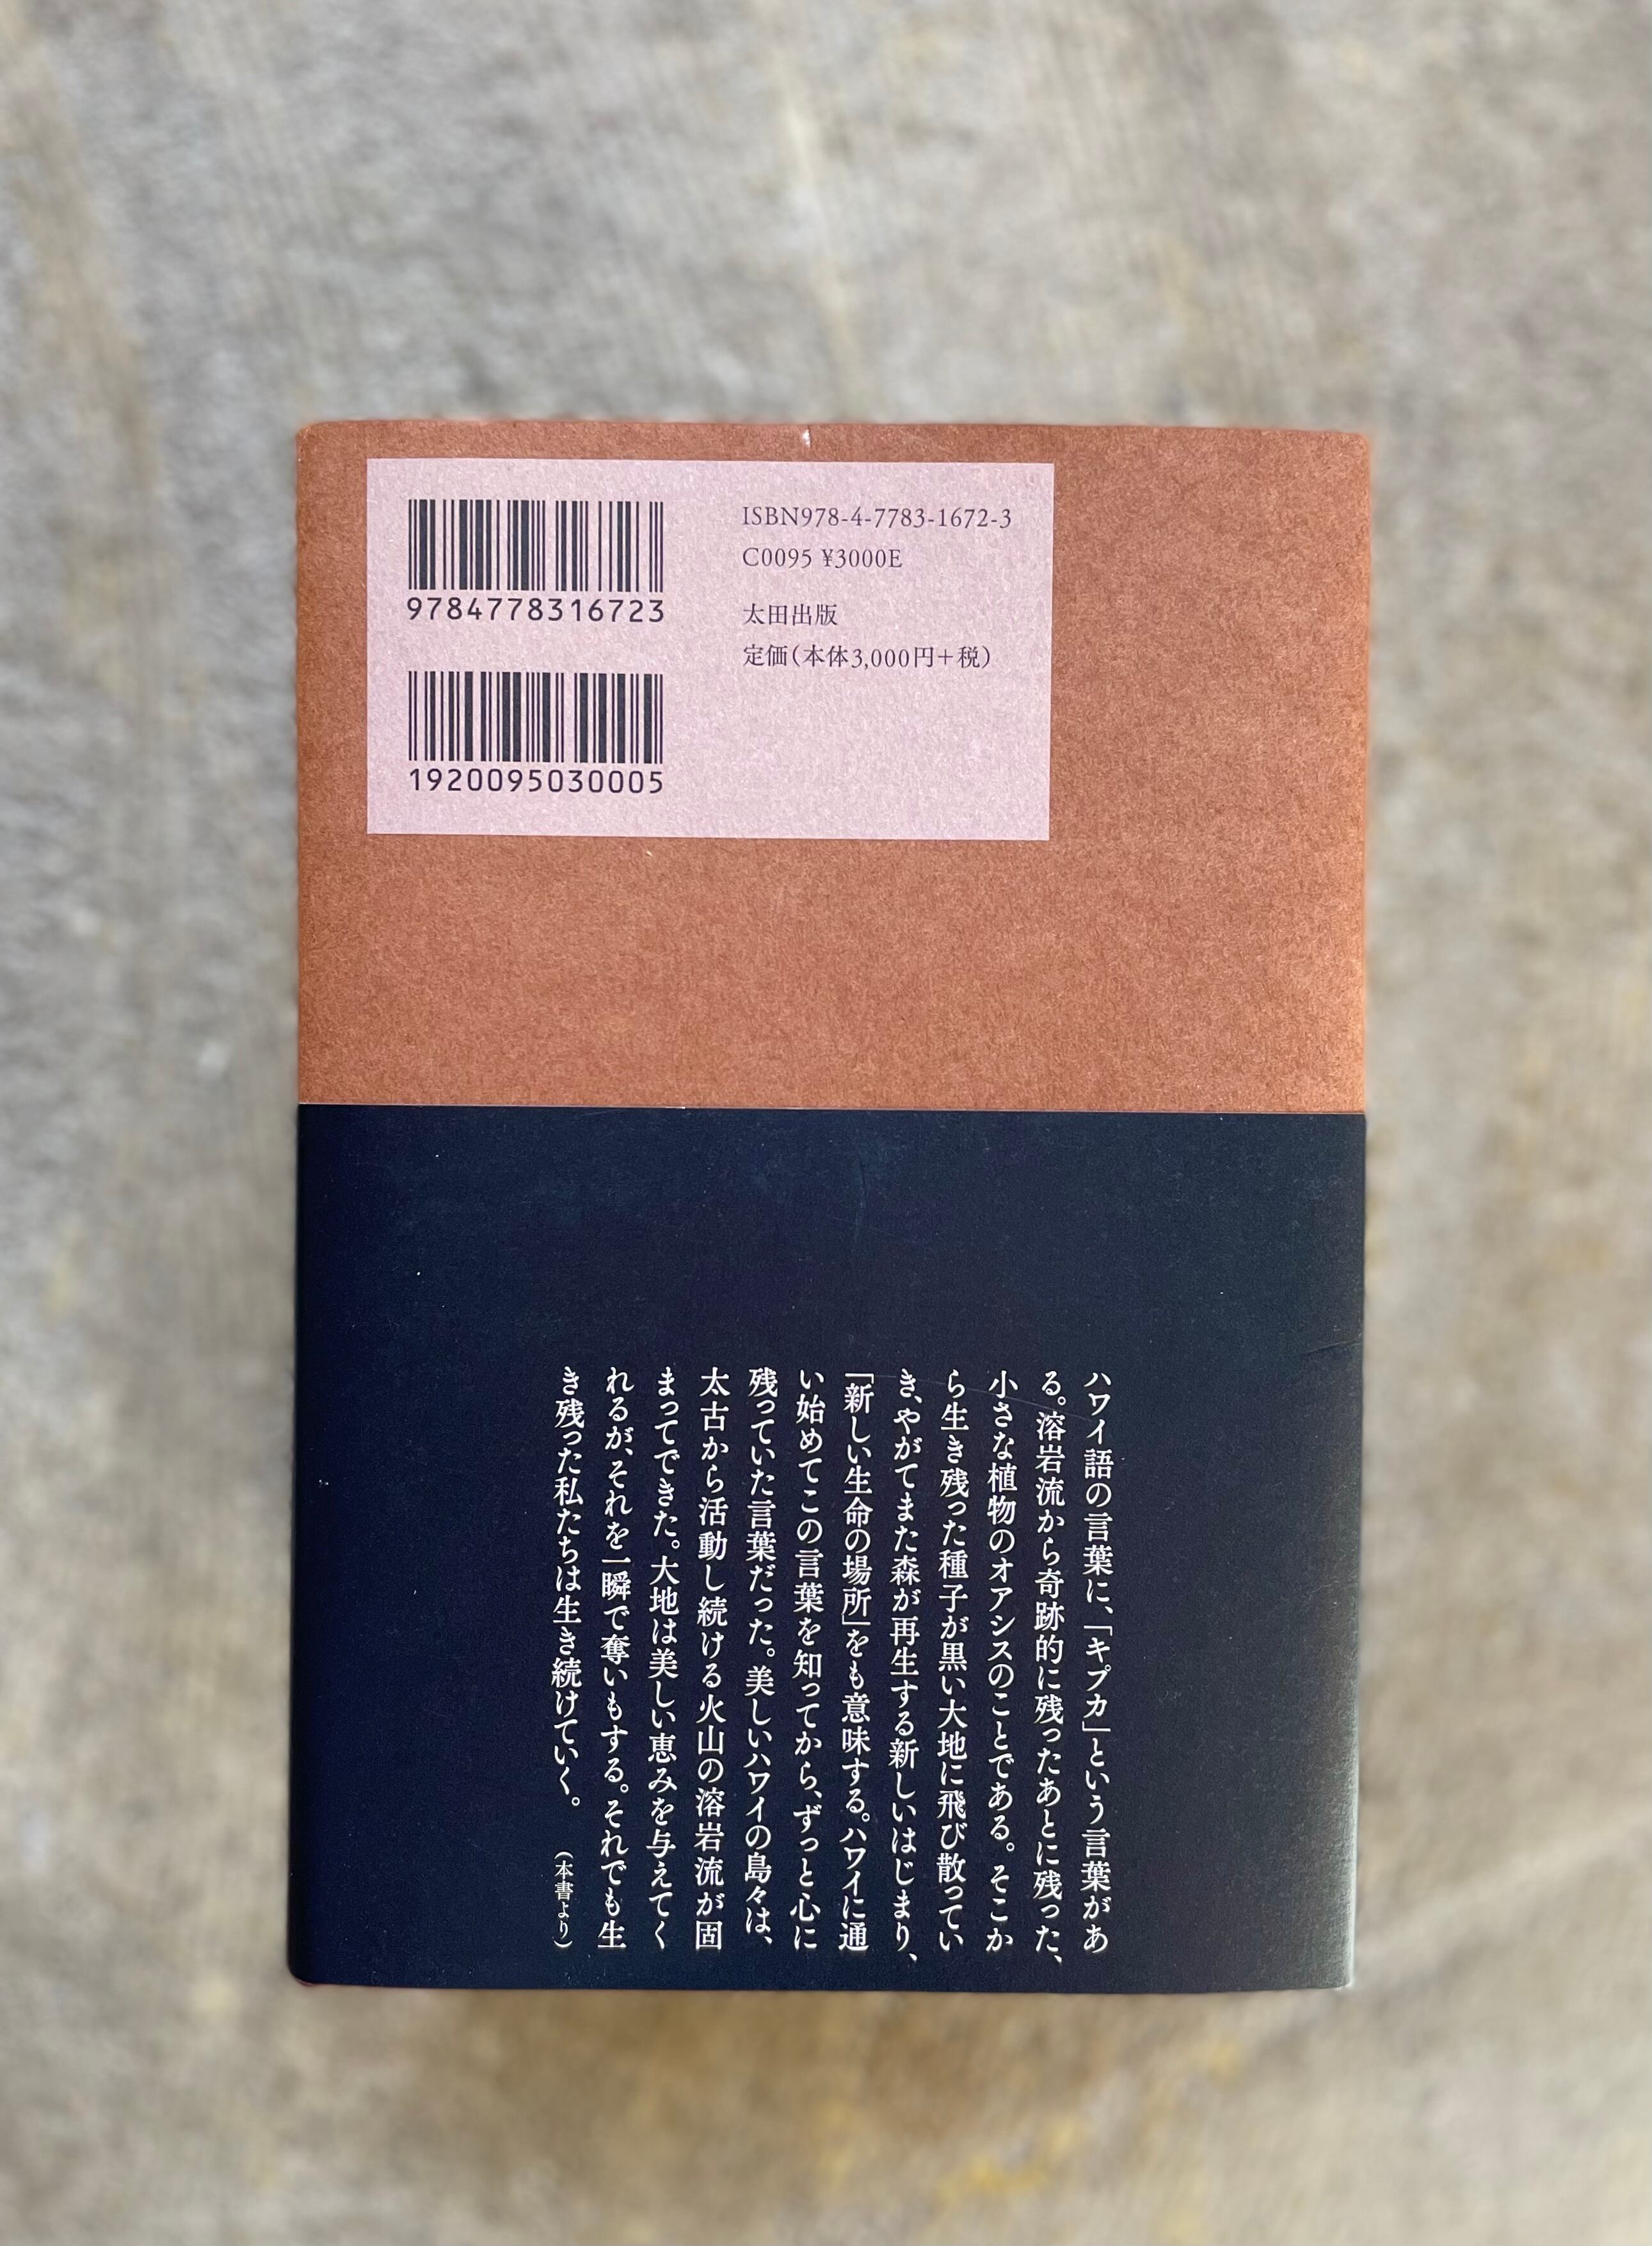 9784778316723
1920095030005
ISBN978-4-7783-1672-3
C0095 ¥3000E
太田出版
定価(本体3,000円+税)
ハワイ語の言葉に、「キプカ」という言葉があ
る。溶岩流から奇跡的に残ったあとに残った、
小さな植物のオアシスのことである。そこか
ら生き残った種子が黒い大地に飛び散ってい
き、やがてまた森が再生する新しいはじまり、
「新しい生命の場所」をも意味する。ハワイに通
い始めてこの言葉を知ってから、ずっと心に
残っていた言葉だった。美しいハワイの島々は、
太古から活動し続ける火山の溶岩流が固
まってできた。大地は美しい恵みを与えてく
れるが、それを一瞬で奪いもする。それでも生
き残った私たちは生き続けていく。 (本書より)